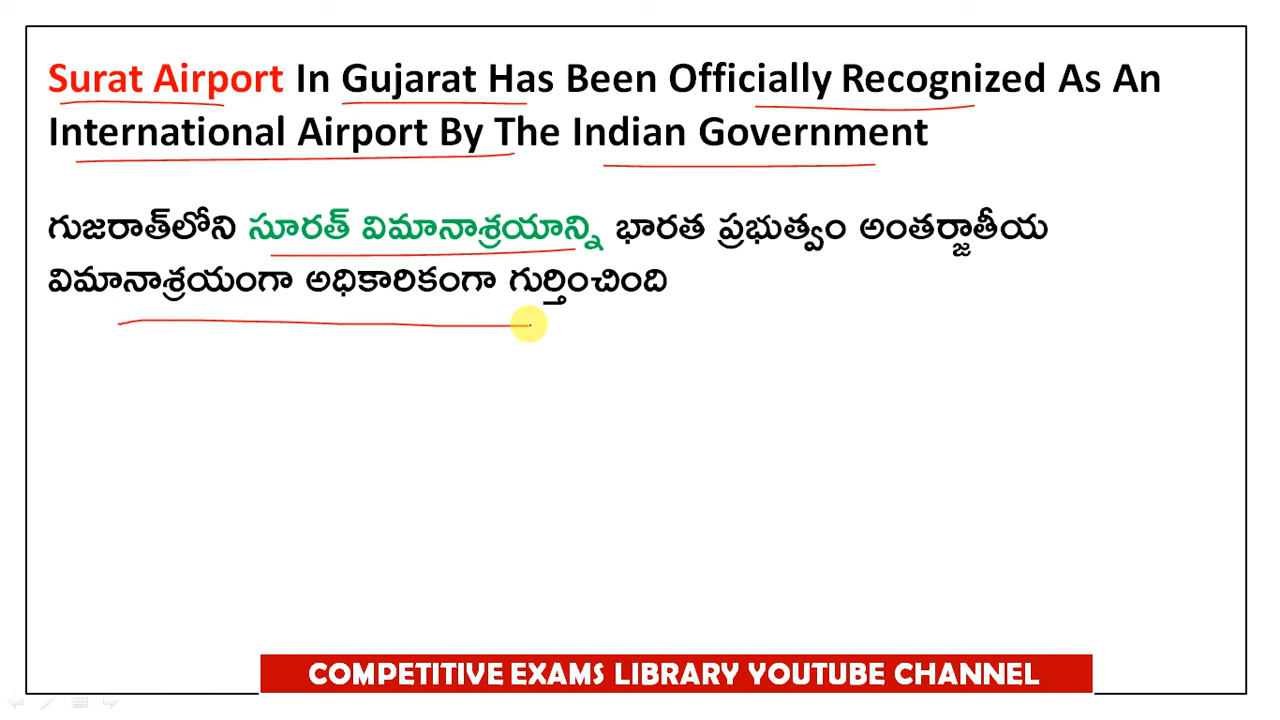 Surat Airport In Gujarat Has Been Officially Recognized As An
International Airport By The Indian Government
గుజరాత్‌లోని సూరత్ విమానాశ్రయాన్ని భారత ప్రభుత్వం అంతర్జాతీయ
విమానాశ్రయంగా అధికారికంగా గుర్తించింది
COMPETITIVE EXAMS LIBRARY YOUTUBE CHANNEL